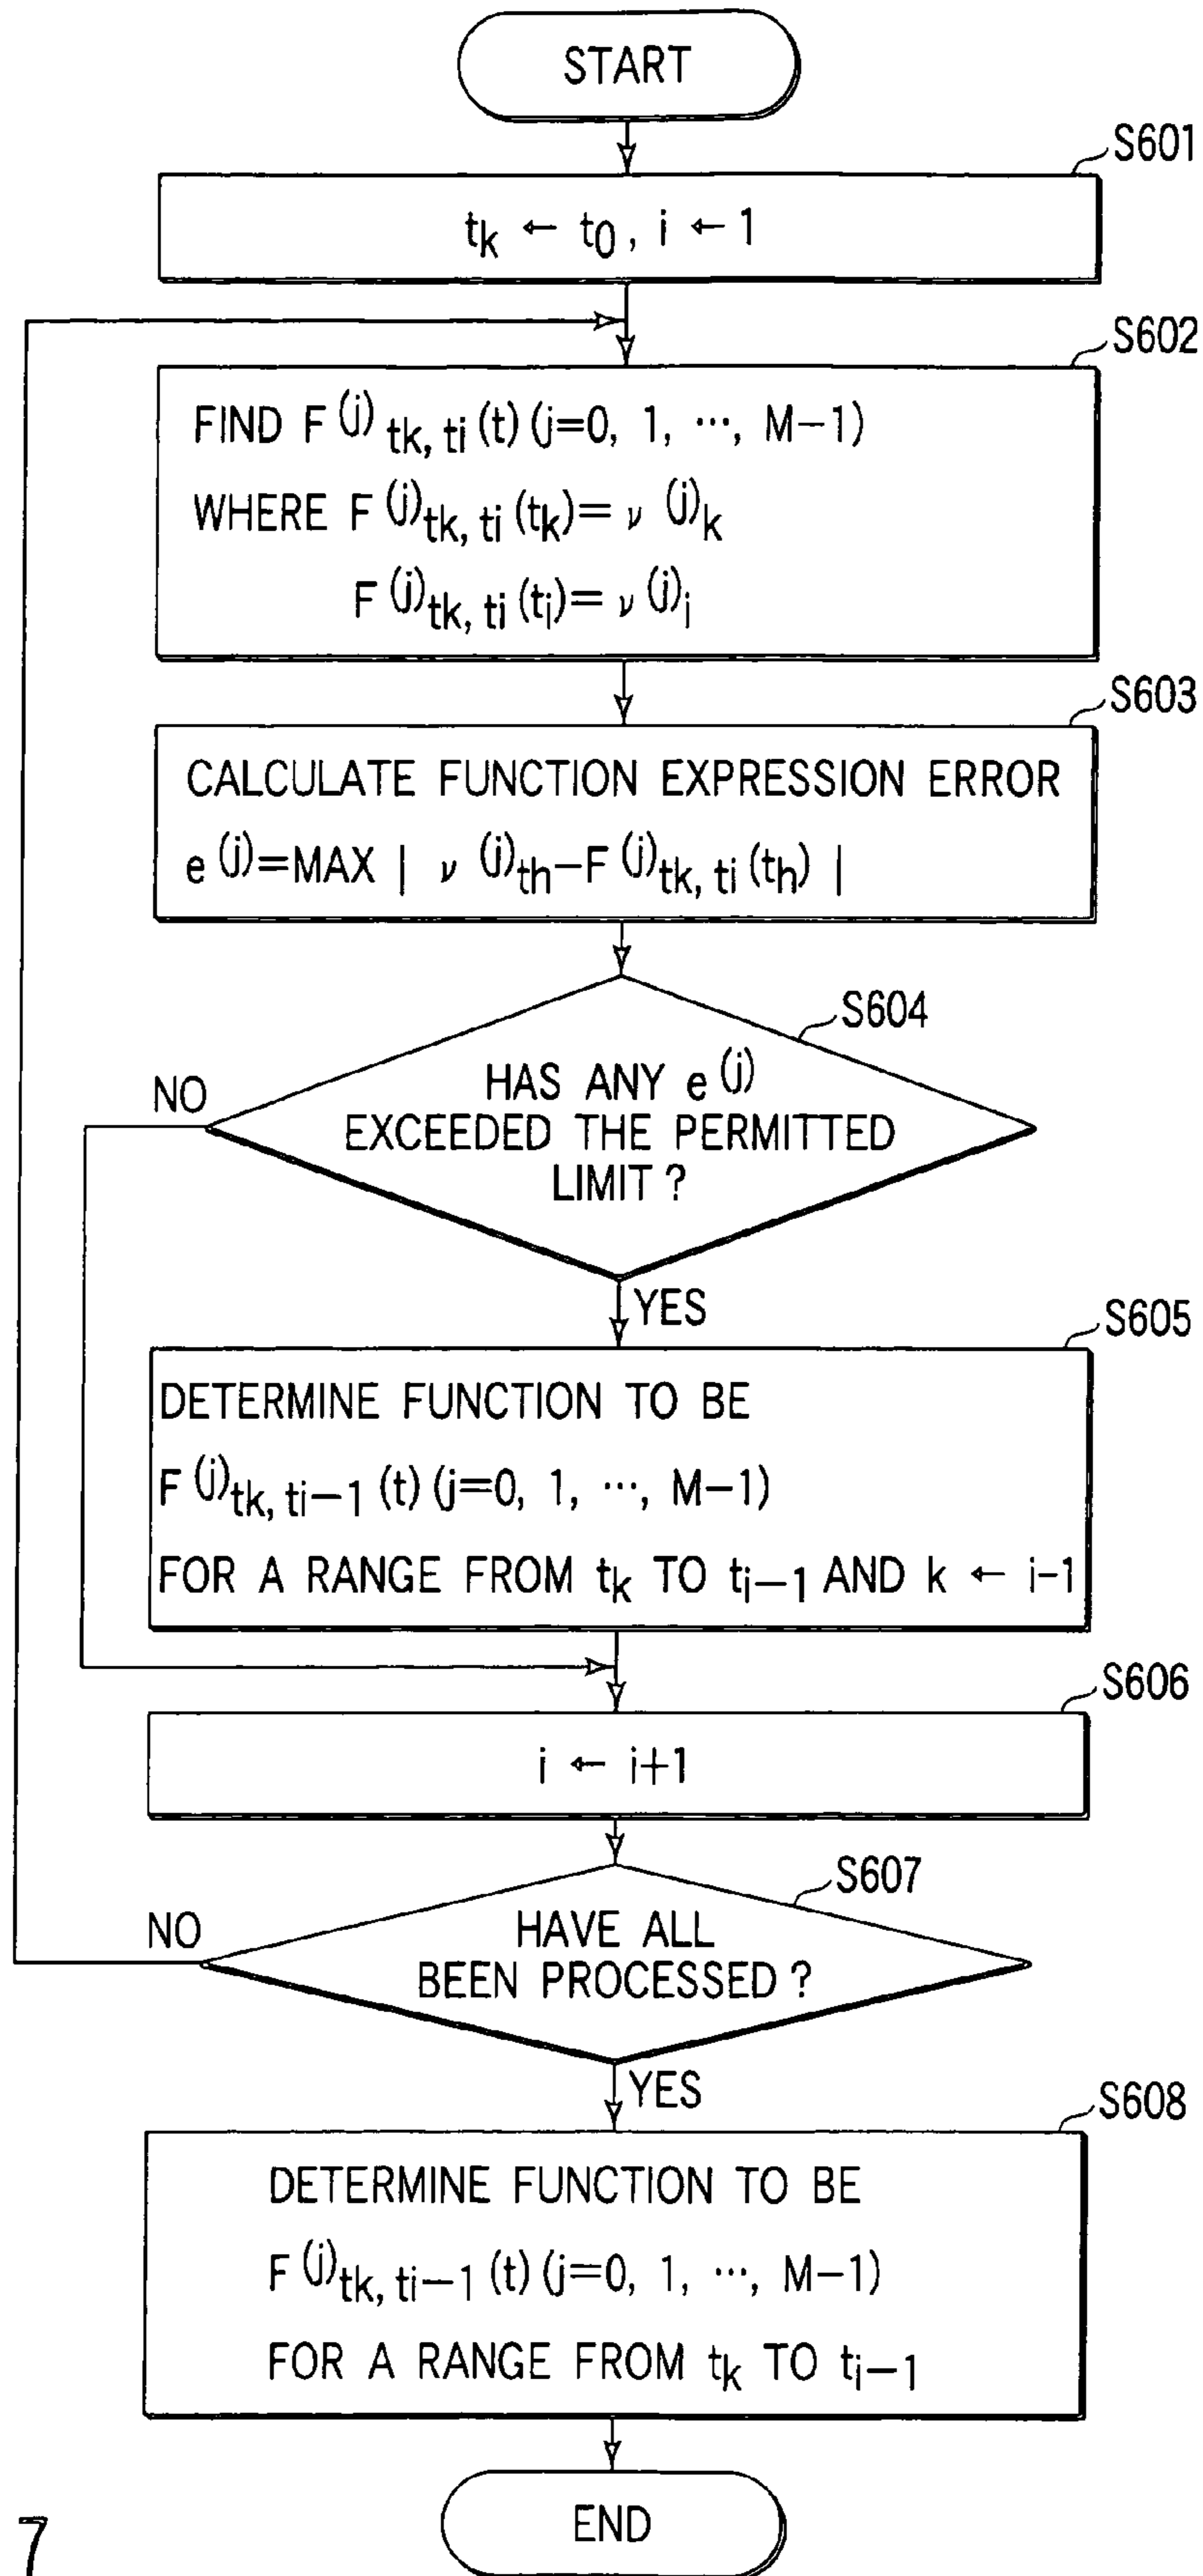 START
S601
tk ← t0, i ← 1
S602
FIND F(j)tk, ti (t) (j=0, 1, ···, M−1)
WHERE F(j)tk, ti (tk)= ν (j)k
F(j)tk, ti (ti)= ν (j)i
S603
CALCULATE FUNCTION EXPRESSION ERROR
e(j)=MAX | ν (j)th−F(j)tk, ti (th) |
S604
HAS ANY e(j)
EXCEEDED THE PERMITTED
LIMIT?
NO
YES
S605
DETERMINE FUNCTION TO BE
F(j)tk, ti−1 (t) (j=0, 1, ···, M−1)
FOR A RANGE FROM tk TO ti−1 AND k ← i-1
S606
i ← i+1
S607
HAVE ALL
BEEN PROCESSED?
NO
YES
S608
DETERMINE FUNCTION TO BE
F(j)tk, ti−1 (t) (j=0, 1, ···, M−1)
FOR A RANGE FROM tk TO ti−1
END
7